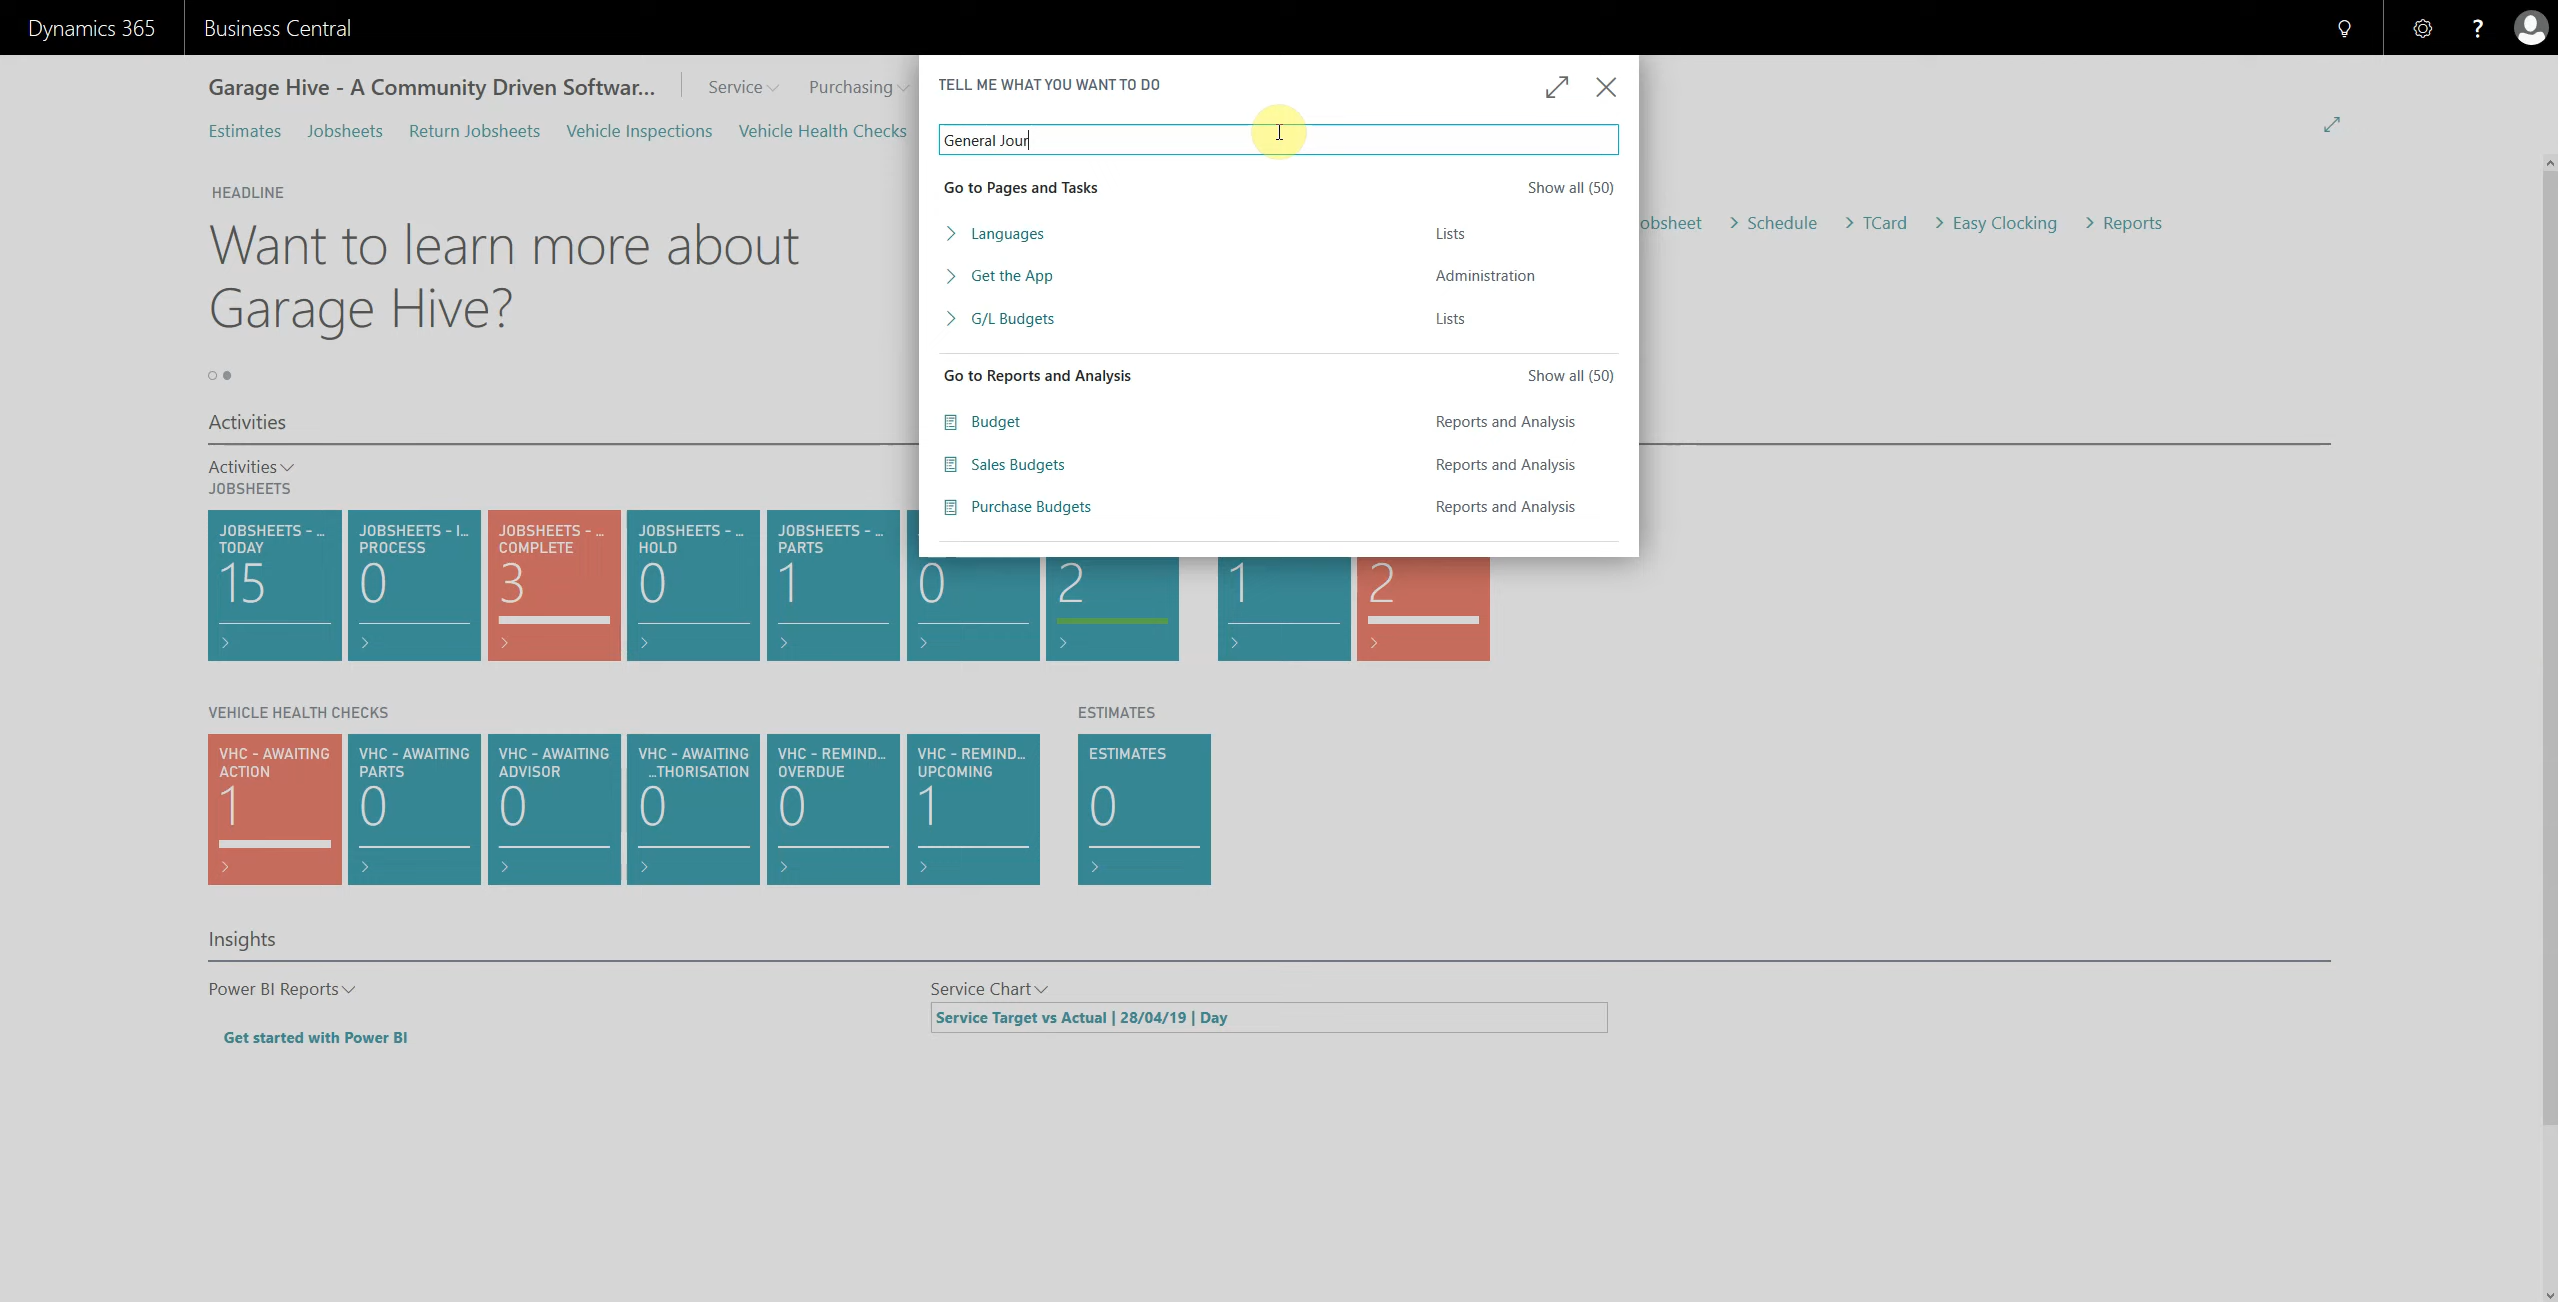 Dynamics 365
Business Central
?
Garage Hive - A Community Driven Softwar...
Service
Purchasing
Estimates
Jobsheets
Return Jobsheets
Vehicle Inspections
Vehicle Health Checks
TELL ME WHAT YOU WANT TO DO
General Jour
Go to Pages and Tasks
Show all (50)
Languages
Lists
Get the App
Administration
G/L Budgets
Lists
Go to Reports and Analysis
Show all (50)
Budget
Reports and Analysis
Sales Budgets
Reports and Analysis
Purchase Budgets
Reports and Analysis
obsheet
Schedule
TCard
Easy Clocking
Reports
HEADLINE
Want to learn more about
Garage Hive?
Activities
Activities
JOBSHEETS
JOBSHEETS - ...
TODAY
15
JOBSHEETS - I...
PROCESS
0
JOBSHEETS - ...
COMPLETE
3
JOBSHEETS - ...
HOLD
0
JOBSHEETS - ...
PARTS
1
0
2
1
2
VEHICLE HEALTH CHECKS
VHC - AWAITING
ACTION
1
VHC - AWAITING
PARTS
0
VHC - AWAITING
ADVISOR
0
VHC - AWAITING
...THORISATION
0
VHC - REMIND...
OVERDUE
0
VHC - REMIND...
UPCOMING
1
ESTIMATES
ESTIMATES
0
Insights
Power BI Reports
Get started with Power BI
Service Chart
Service Target vs Actual | 28/04/19 | Day